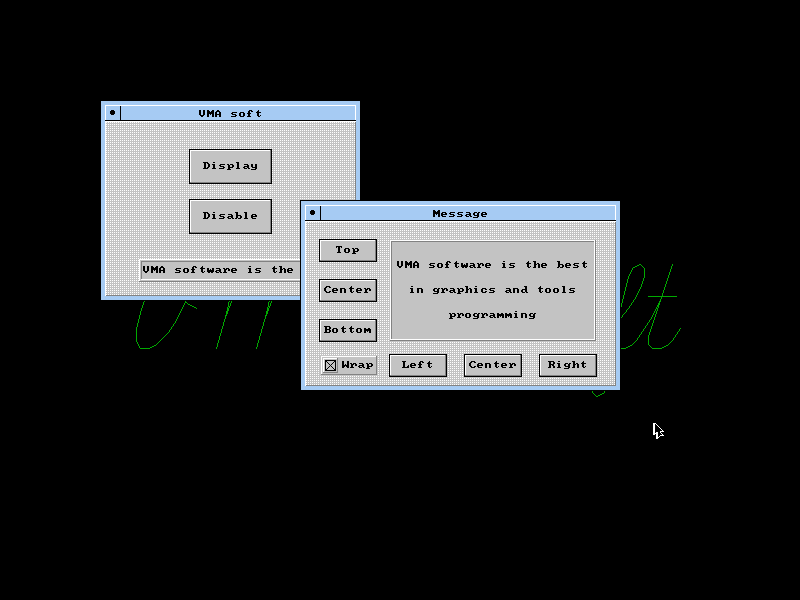 VMA soft
Display
Disable
VMA software is the
Message
Top
Center
Bottom
VMA software is the best
in graphics and tools
programming
Wrap
Left
Center
Right